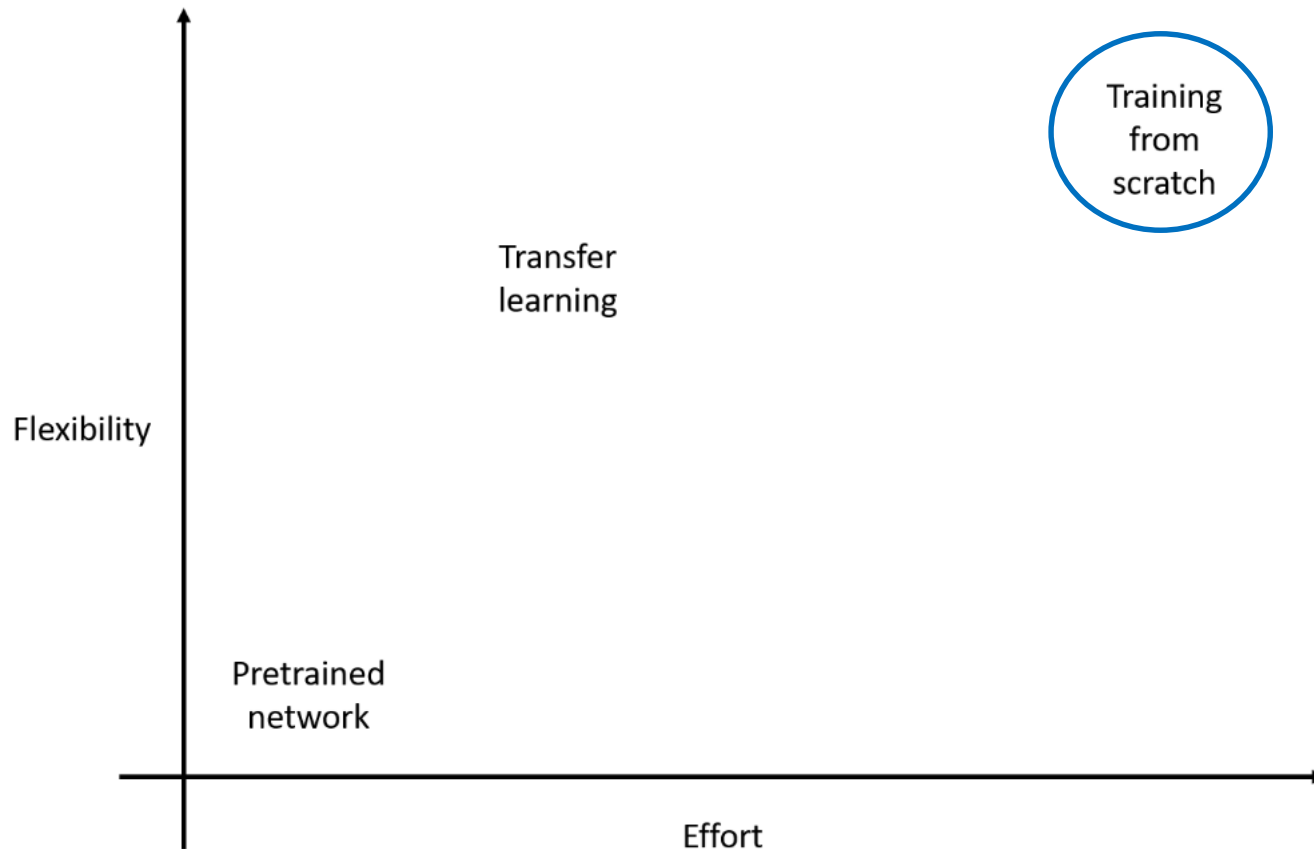 Training
from
scratch
Transfer
learning
Flexibility
Pretrained
network
Effort